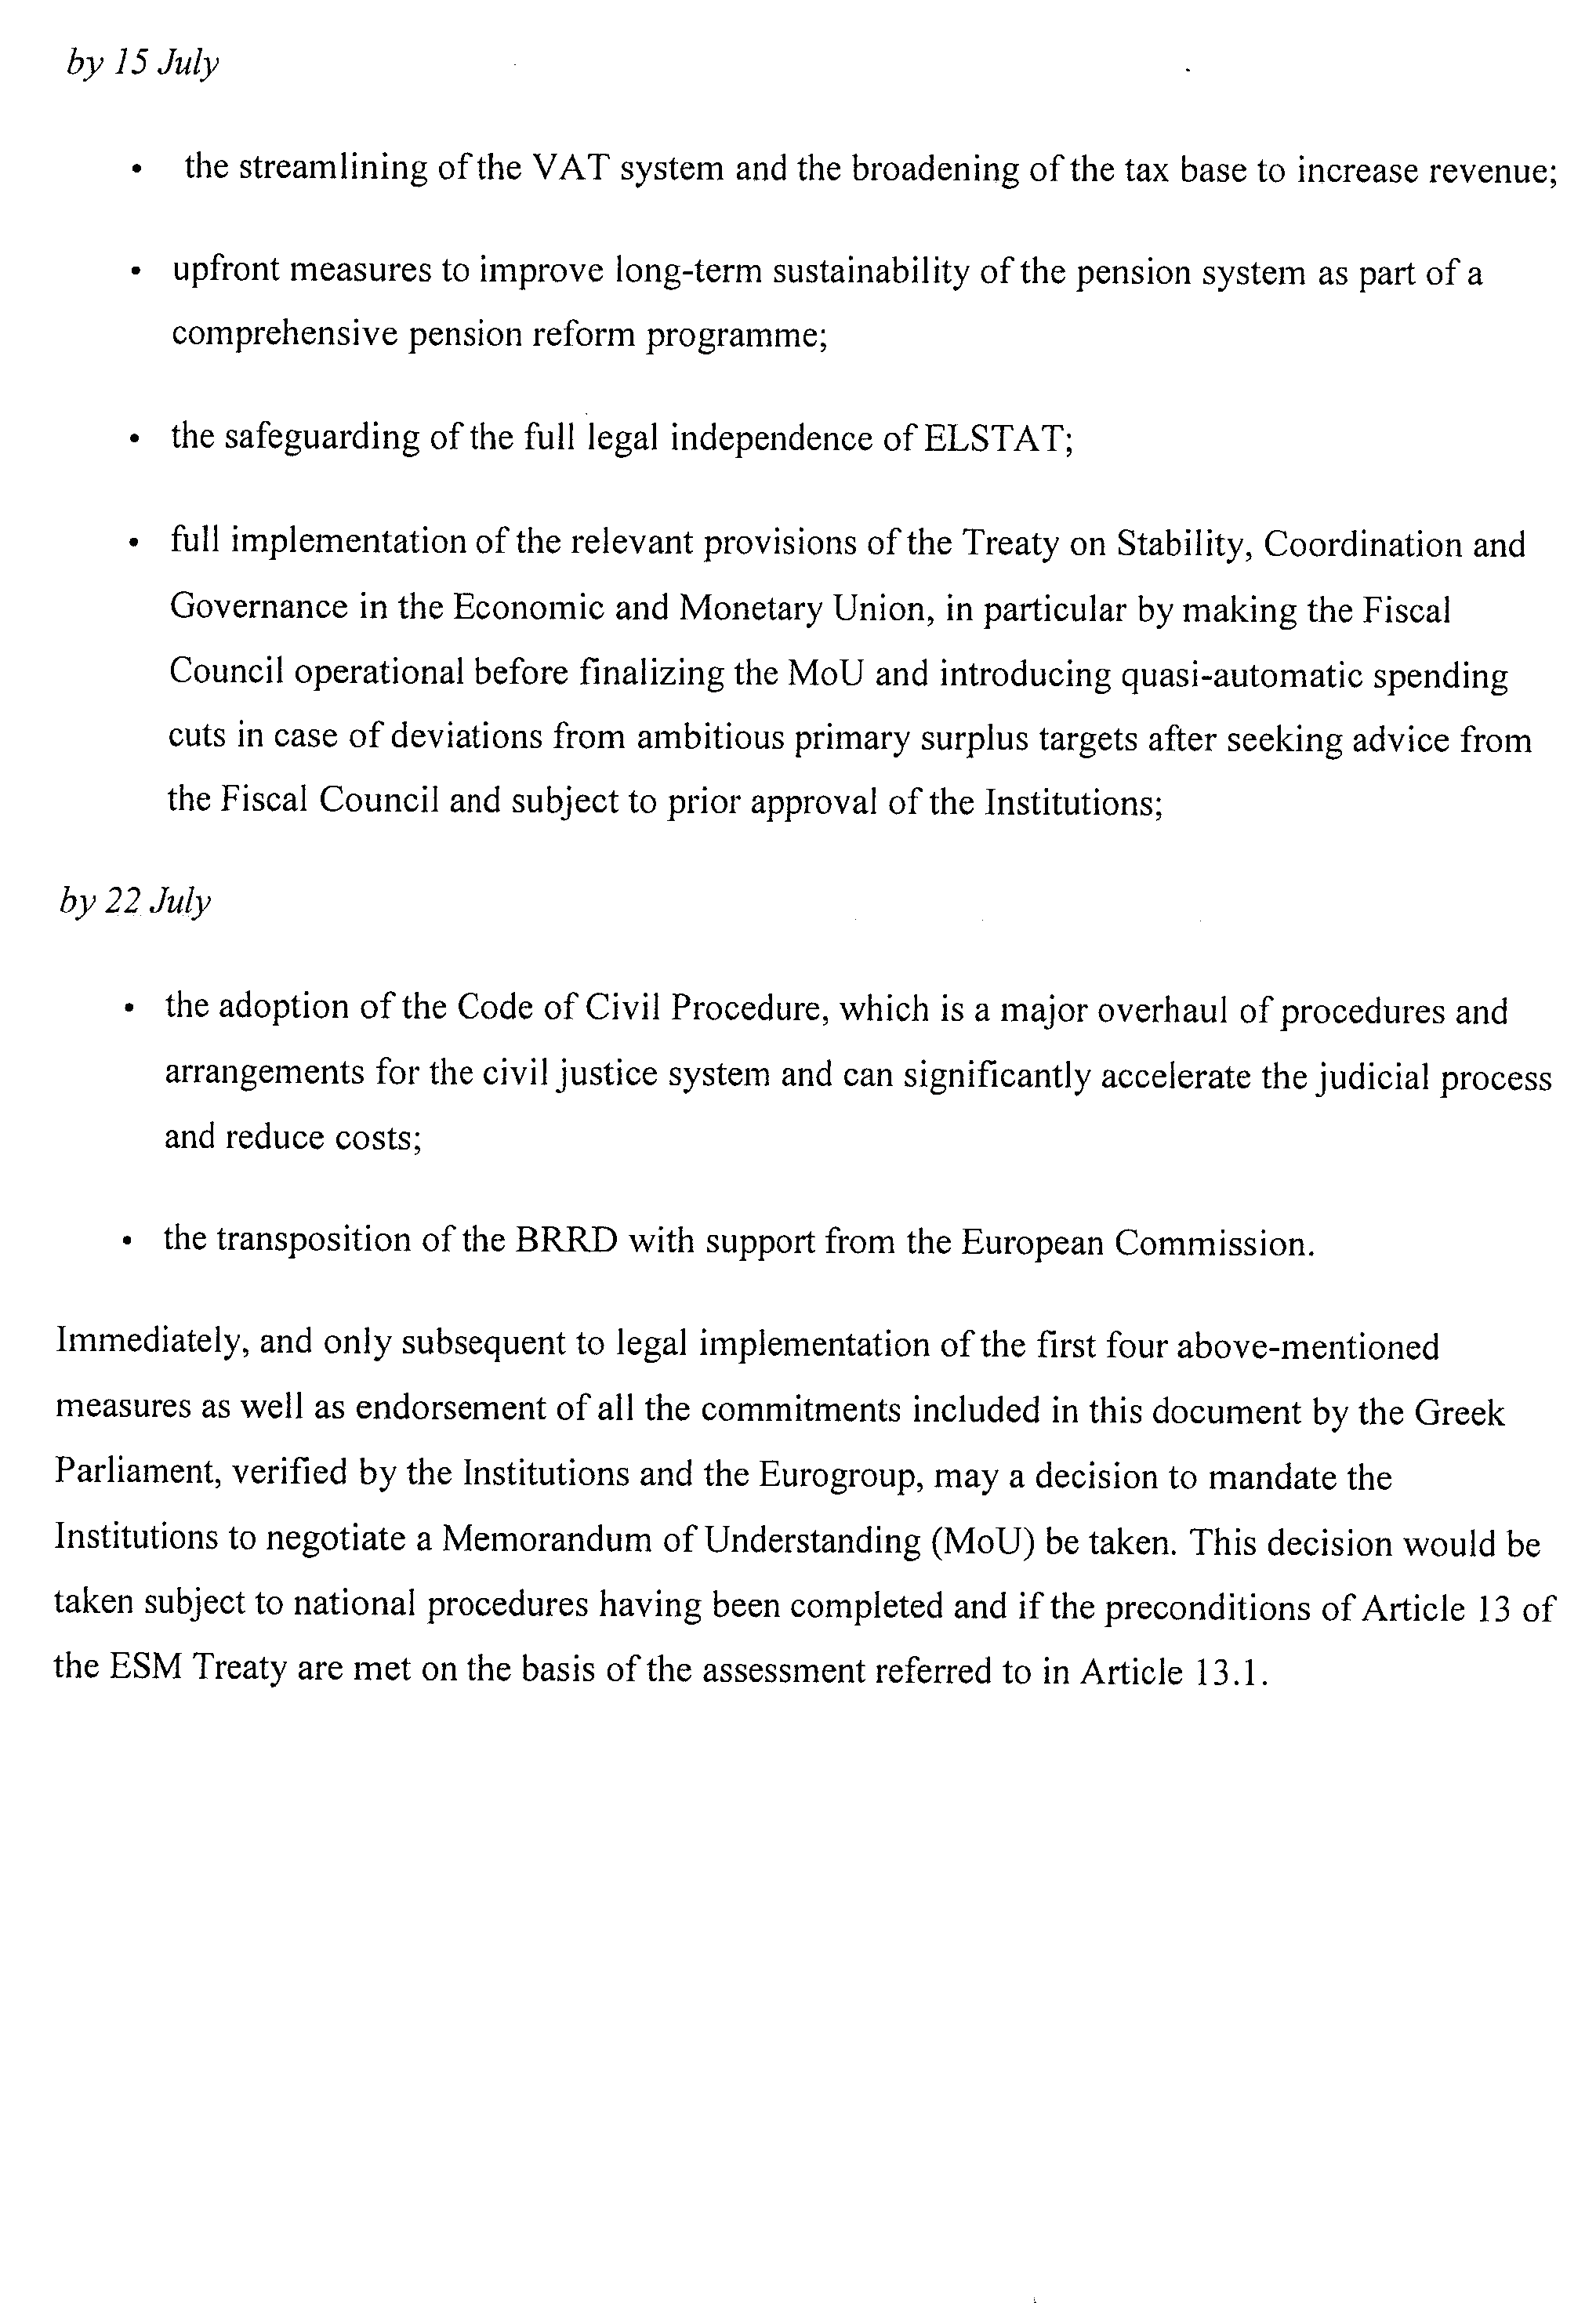 by 15 July
• the streamlining of the VAT system and the broadening of the tax base to increase revenue;
• upfront measures to improve long-term sustainability of the pension system as part of a
comprehensive pension reform programme;
• the safeguarding of the full legal independence of ELSTAT;
• full implementation of the relevant provisions of the Treaty on Stability, Coordination and
Governance in the Economic and Monetary Union, in particular by making the Fiscal
Council operational before finalizing the MoU and introducing quasi-automatic spending
cuts in case of deviations from ambitious primary surplus targets after seeking advice from
the Fiscal Council and subject to prior approval of the Institutions;
by 22 July
• the adoption of the Code of Civil Procedure, which is a major overhaul of procedures and
arrangements for the civil justice system and can significantly accelerate the judicial process
and reduce costs;
• the transposition of the BRRD with support from the European Commission.
Immediately, and only subsequent to legal implementation of the first four above-mentioned
measures as well as endorsement of all the commitments included in this document by the Greek
Parliament, verified by the Institutions and the Eurogroup, may a decision to mandate the
Institutions to negotiate a Memorandum of Understanding (MoU) be taken. This decision would be
taken subject to national procedures having been completed and if the preconditions of Article 13 of
the ESM Treaty are met on the basis of the assessment referred to in Article 13.1.